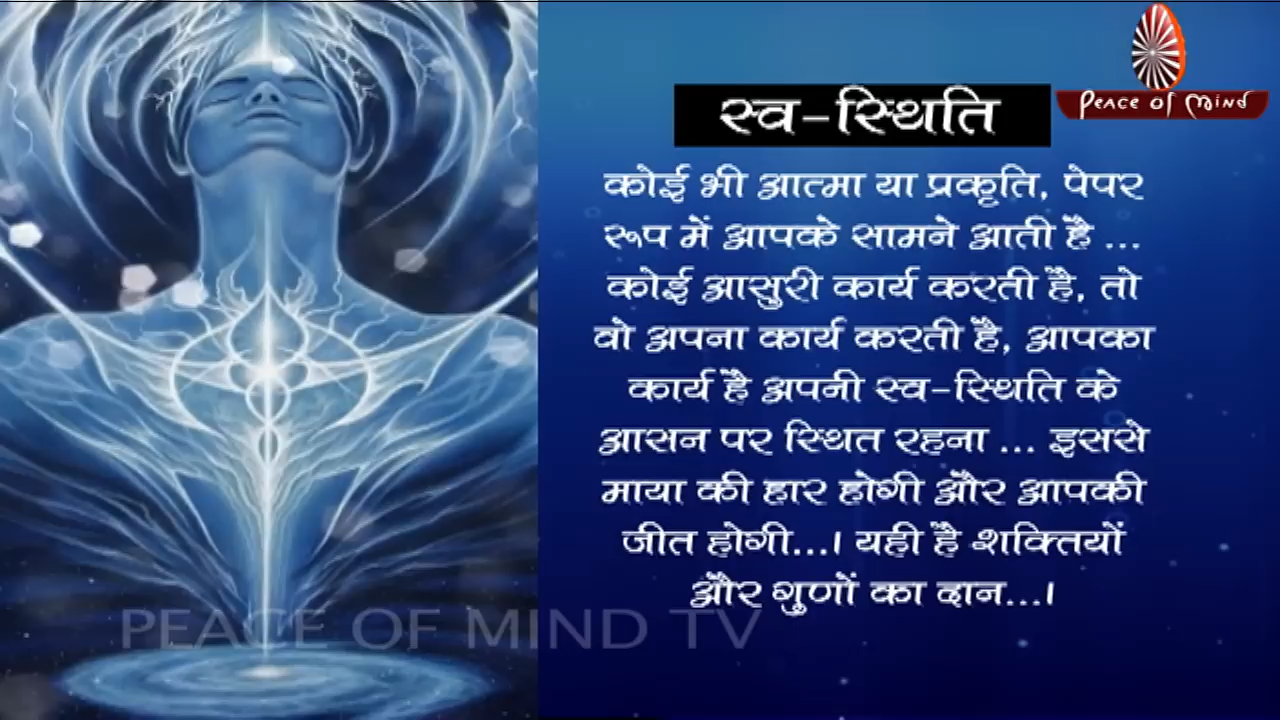 Peace of Mind
स्व-स्थिति
कोई भी आत्मा या प्रकृति, पेपर
रूप में आपके सामने आती है ...
कोई आसुरी कार्य करती है, तो
वो अपना कार्य करती है, आपका
कार्य है अपनी स्व-स्थिति के
आसन पर स्थित रहना ... इससे
माया की हार होगी और आपकी
जीत होगी...। यही है शक्तियों
और गुणों का दान...।
PEACE OF MIND TV